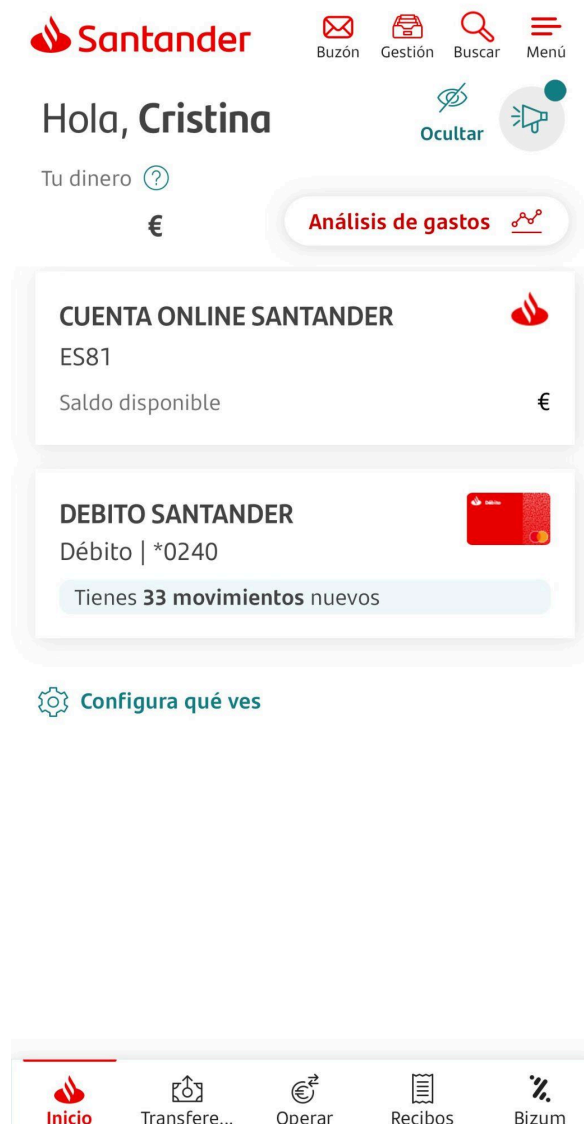 Santander
Buzón Gestión Buscar Menú
Hola, Cristina
Ocultar
Tu dinero ?
€
Análisis de gastos
CUENTA ONLINE SANTANDER
ES81
Saldo disponible €
DEBITO SANTANDER
Débito | *0240
Tienes 33 movimientos nuevos
Configura qué ves
Inicio Transfere... Operar Recibos Bizum